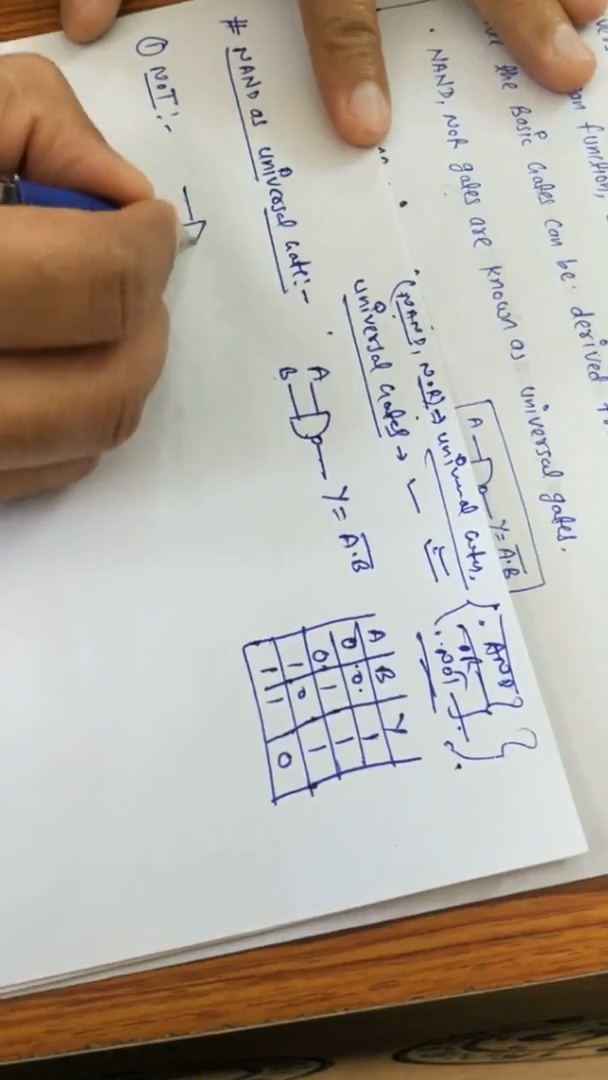 on function,
the Basic Gates can be derived
• NAND, NOR gates are known as universal gates.
A
Y = A̅·̅B̅
(NAND, NOR) → universal gates,
{ AND
OR
NOT }
universal Gates →
# NAND as universal Gate:-
A
B
Y = A̅·̅B̅
A B Y
0 0 1
0 1 1
1 0 1
1 1 0
① NOT:-